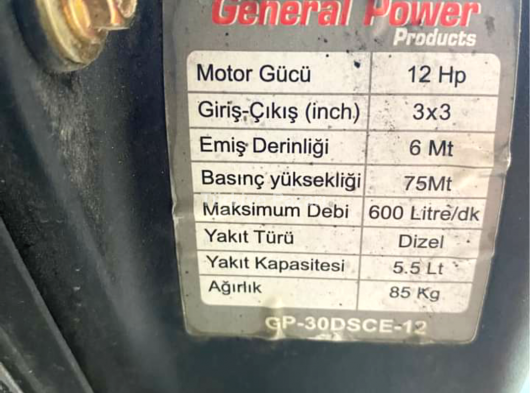 General Power
Products
Motor Gücü 12 Hp
Giriş-Çıkış (inch) 3x3
Emiş Derinliği 6 Mt
Basınç yüksekliği 75Mt
Maksimum Debi 600 Litre/dk
Yakıt Türü Dizel
Yakıt Kapasitesi 5.5 Lt
Ağırlık 85 Kg
GP-30DSCE-12